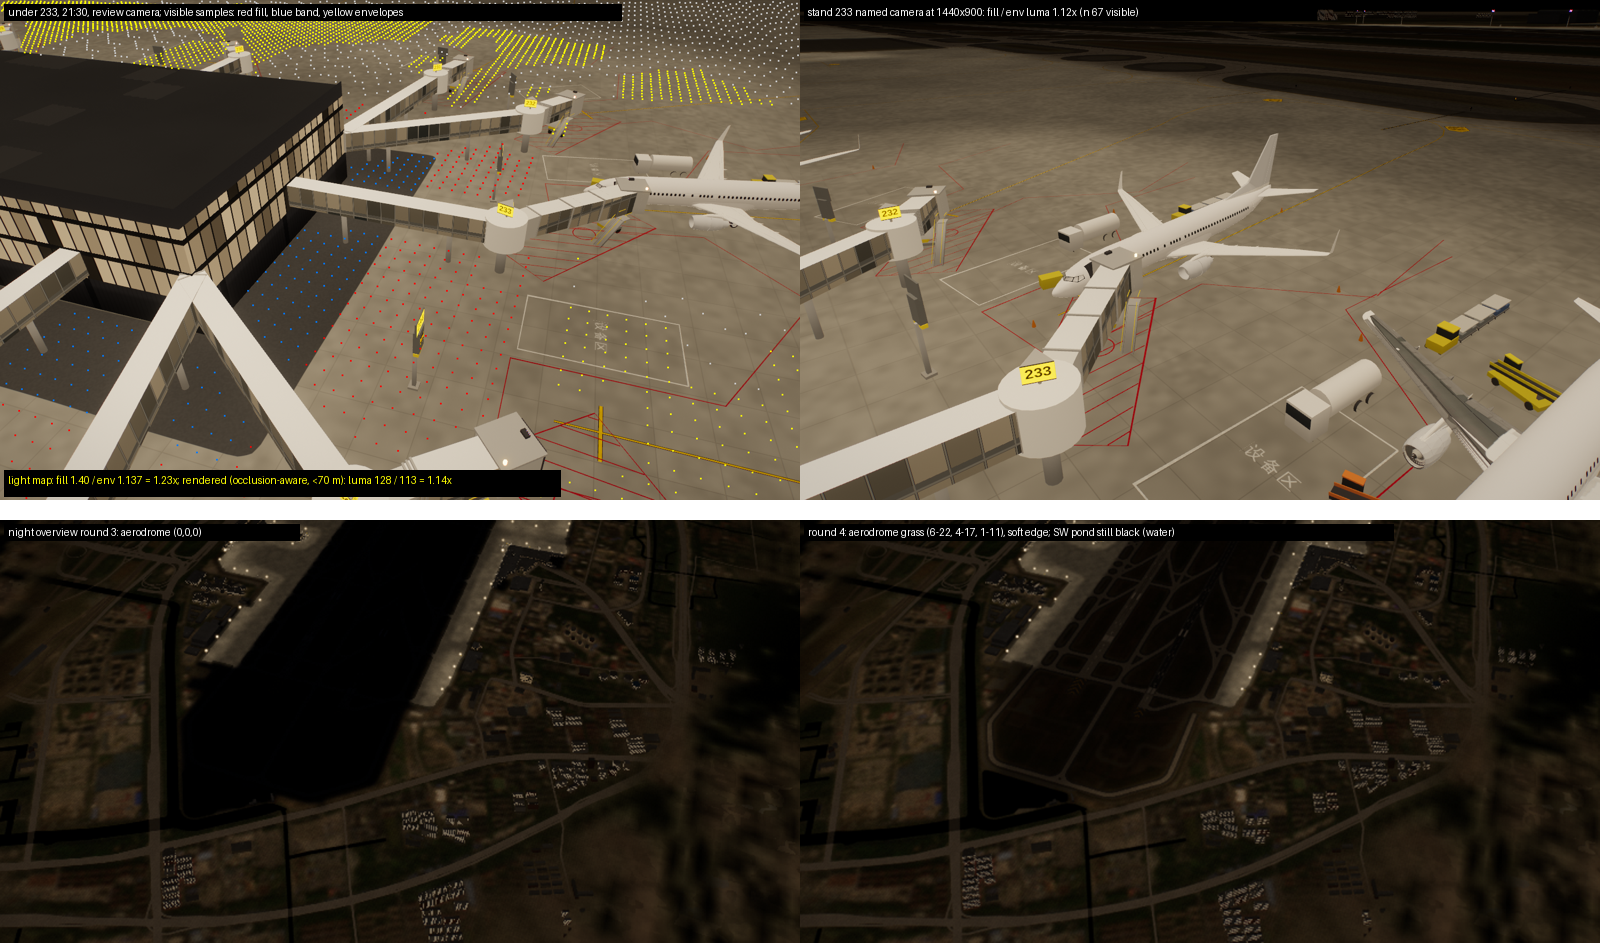 under 233, 21:30, review camera; visible samples: red fill, blue band, yellow envelopes
stand 233 named camera at 1440x900: fill / env luma 1.12x (n 67 visible)
233
设备区
232
233
设备区
light map: fill 1.40 / env 1.137 = 1.23x; rendered (occlusion-aware, <70 m): luma 128 / 113 = 1.14x
night overview round 3: aerodrome (0,0,0)
round 4: aerodrome grass (6-22, 4-17, 1-11), soft edge; SW pond still black (water)